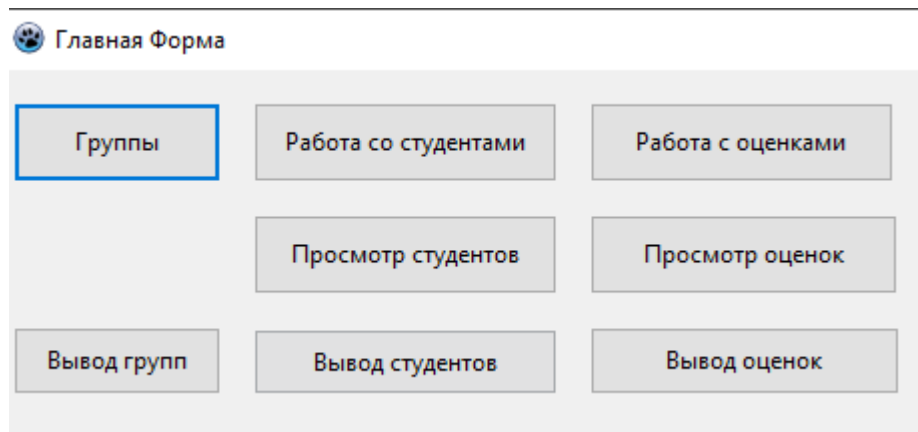 Главная Форма
Группы
Работа со студентами
Работа с оценками
Просмотр студентов
Просмотр оценок
Вывод групп
Вывод студентов
Вывод оценок